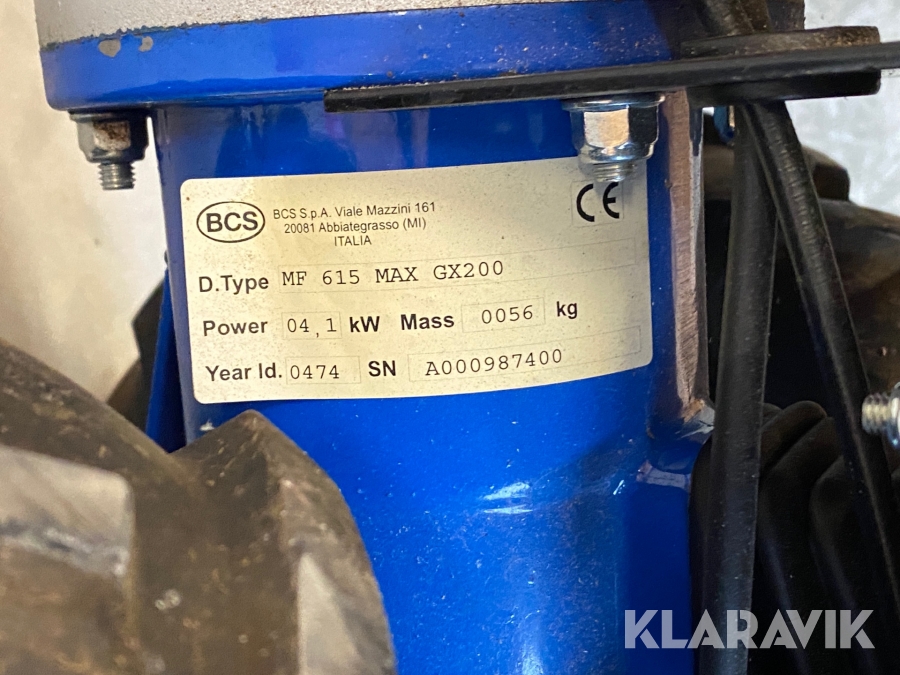 BCS
BCS S.p.A. Viale Mazzini 161
20081 Abbiategrasso (MI)
ITALIA
CE
D.Type MF 615 MAX GX200
Power 04,1 kW Mass 0056 kg
Year Id. 0474 SN A000987400
KLARAVIK